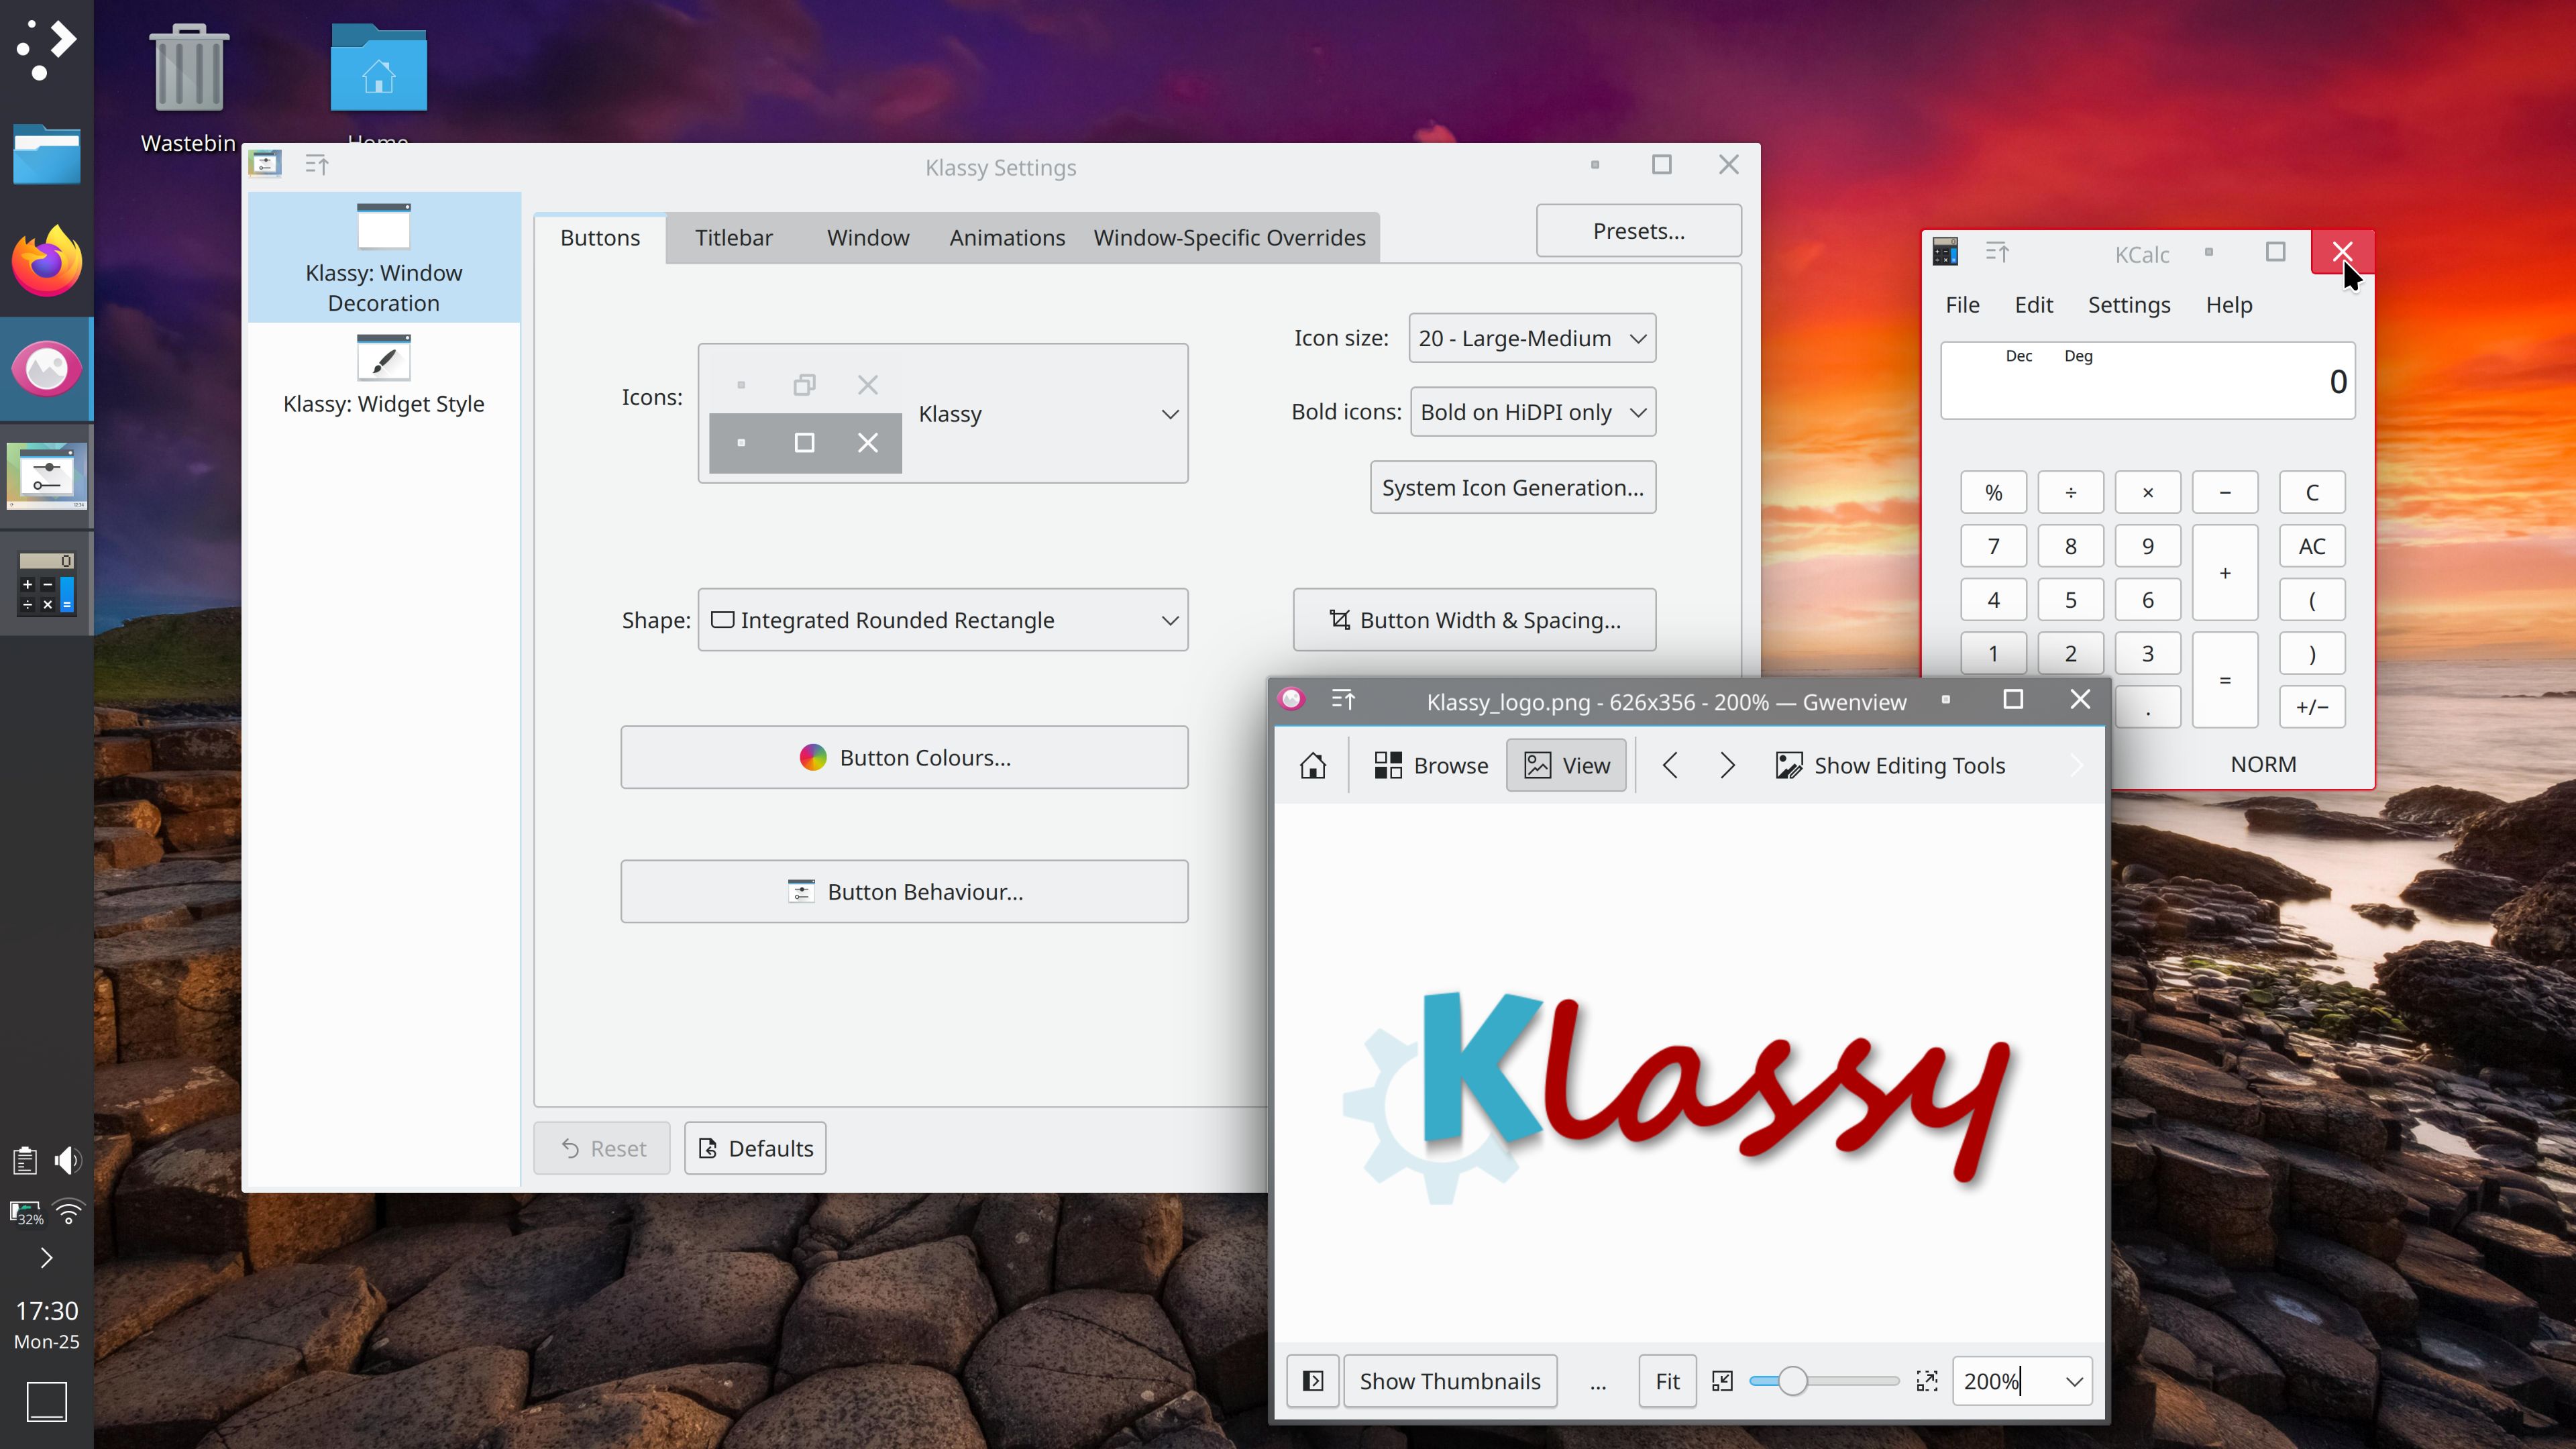 Wastebin
Home
Klassy Settings
Klassy: Window
Decoration
Klassy: Widget Style
Buttons
Titlebar
Window
Animations
Window-Specific Overrides
Presets...
Icons:
Klassy
Icon size:
20 - Large-Medium
Bold icons:
Bold on HiDPI only
System Icon Generation...
Shape:
Integrated Rounded Rectangle
Button Width & Spacing...
Button Colours...
Button Behaviour...
Reset
Defaults
KCalc
File
Edit
Settings
Help
Dec
Deg
0
% ÷ × − C
7 8 9 + AC
4 5 6 (
1 2 3 = )
. +/−
NORM
Klassy_logo.png - 626x356 - 200% — Gwenview
Browse
View
Show Editing Tools
Klassy
Show Thumbnails
...
Fit
200%
32%
17:30
Mon-25